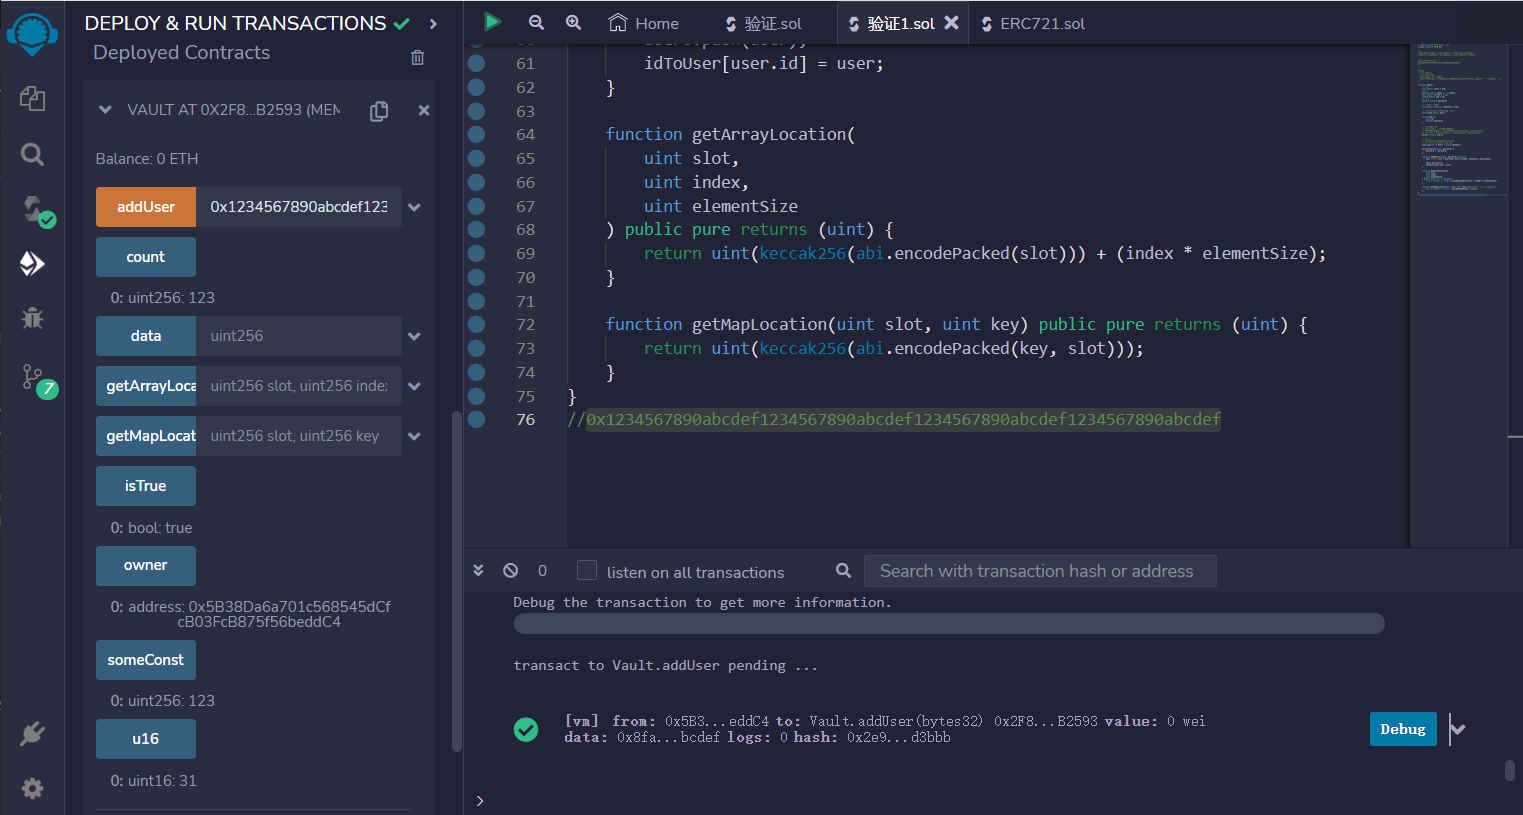 DEPLOY & RUN TRANSACTIONS
Deployed Contracts
VAULT AT 0X2F8...B2593 (MEM
Balance: 0 ETH
addUser
0x1234567890abcdef123
count
0: uint256: 123
data
uint256
getArrayLoca
uint256 slot, uint256 inde
getMapLocat
uint256 slot, uint256 key
isTrue
0: bool: true
owner
0: address: 0x5B38Da6a701c568545dCf
cB03FcB875f56beddC4
someConst
0: uint256: 123
u16
0: uint16: 31
7
Home
验证.sol
验证1.sol
ERC721.sol
61 idToUser[user.id] = user;
62 }
63
64 function getArrayLocation(
65 uint slot,
66 uint index,
67 uint elementSize
68 ) public pure returns (uint) {
69 return uint(keccak256(abi.encodePacked(slot))) + (index * elementSize);
70 }
71
72 function getMapLocation(uint slot, uint key) public pure returns (uint) {
73 return uint(keccak256(abi.encodePacked(key, slot)));
74 }
75 }
76 //0x1234567890abcdef1234567890abcdef1234567890abcdef1234567890abcdef
0
listen on all transactions
Search with transaction hash or address
Debug the transaction to get more information.
transact to Vault.addUser pending ...
[vm] from: 0x5B3...eddC4 to: Vault.addUser(bytes32) 0x2F8...B2593 value: 0 wei
data: 0x8fa...bcdef logs: 0 hash: 0x2e9...d3bbb
Debug
>